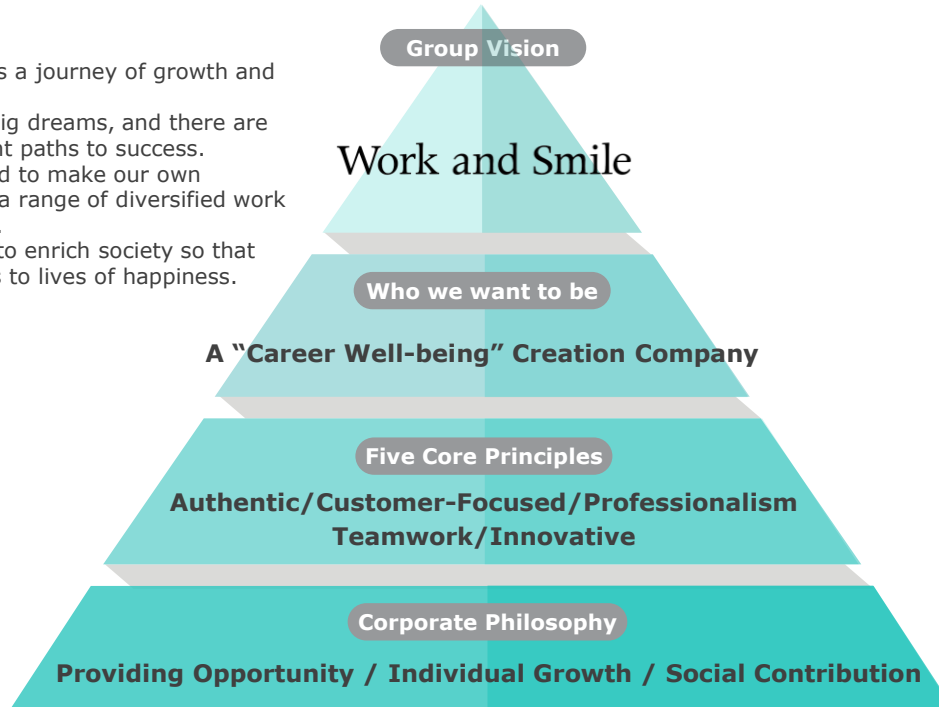 Group Vision
s a journey of growth and
ig dreams, and there are
nt paths to success.
d to make our own
a range of diversified work
.
to enrich society so that
s to lives of happiness.
Work and Smile
Who we want to be
A “Career Well-being” Creation Company
Five Core Principles
Authentic/Customer-Focused/Professionalism
Teamwork/Innovative
Corporate Philosophy
Providing Opportunity / Individual Growth / Social Contribution